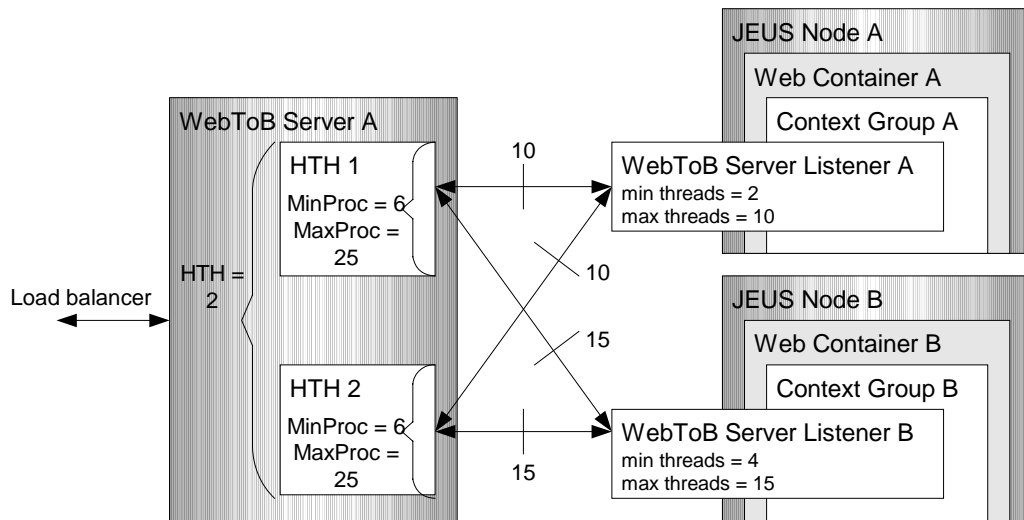 JEUS Node A
Web Container A
Context Group A
WebToB Server Listener A
min threads = 2
max threads = 10
WebToB Server A
HTH 1
MinProc = 6
MaxProc =
25
HTH =
2
Load balancer
10
10
15
15
HTH 2
MinProc = 6
MaxProc =
25
JEUS Node B
Web Container B
Context Group B
WebToB Server Listener B
min threads = 4
max threads = 15